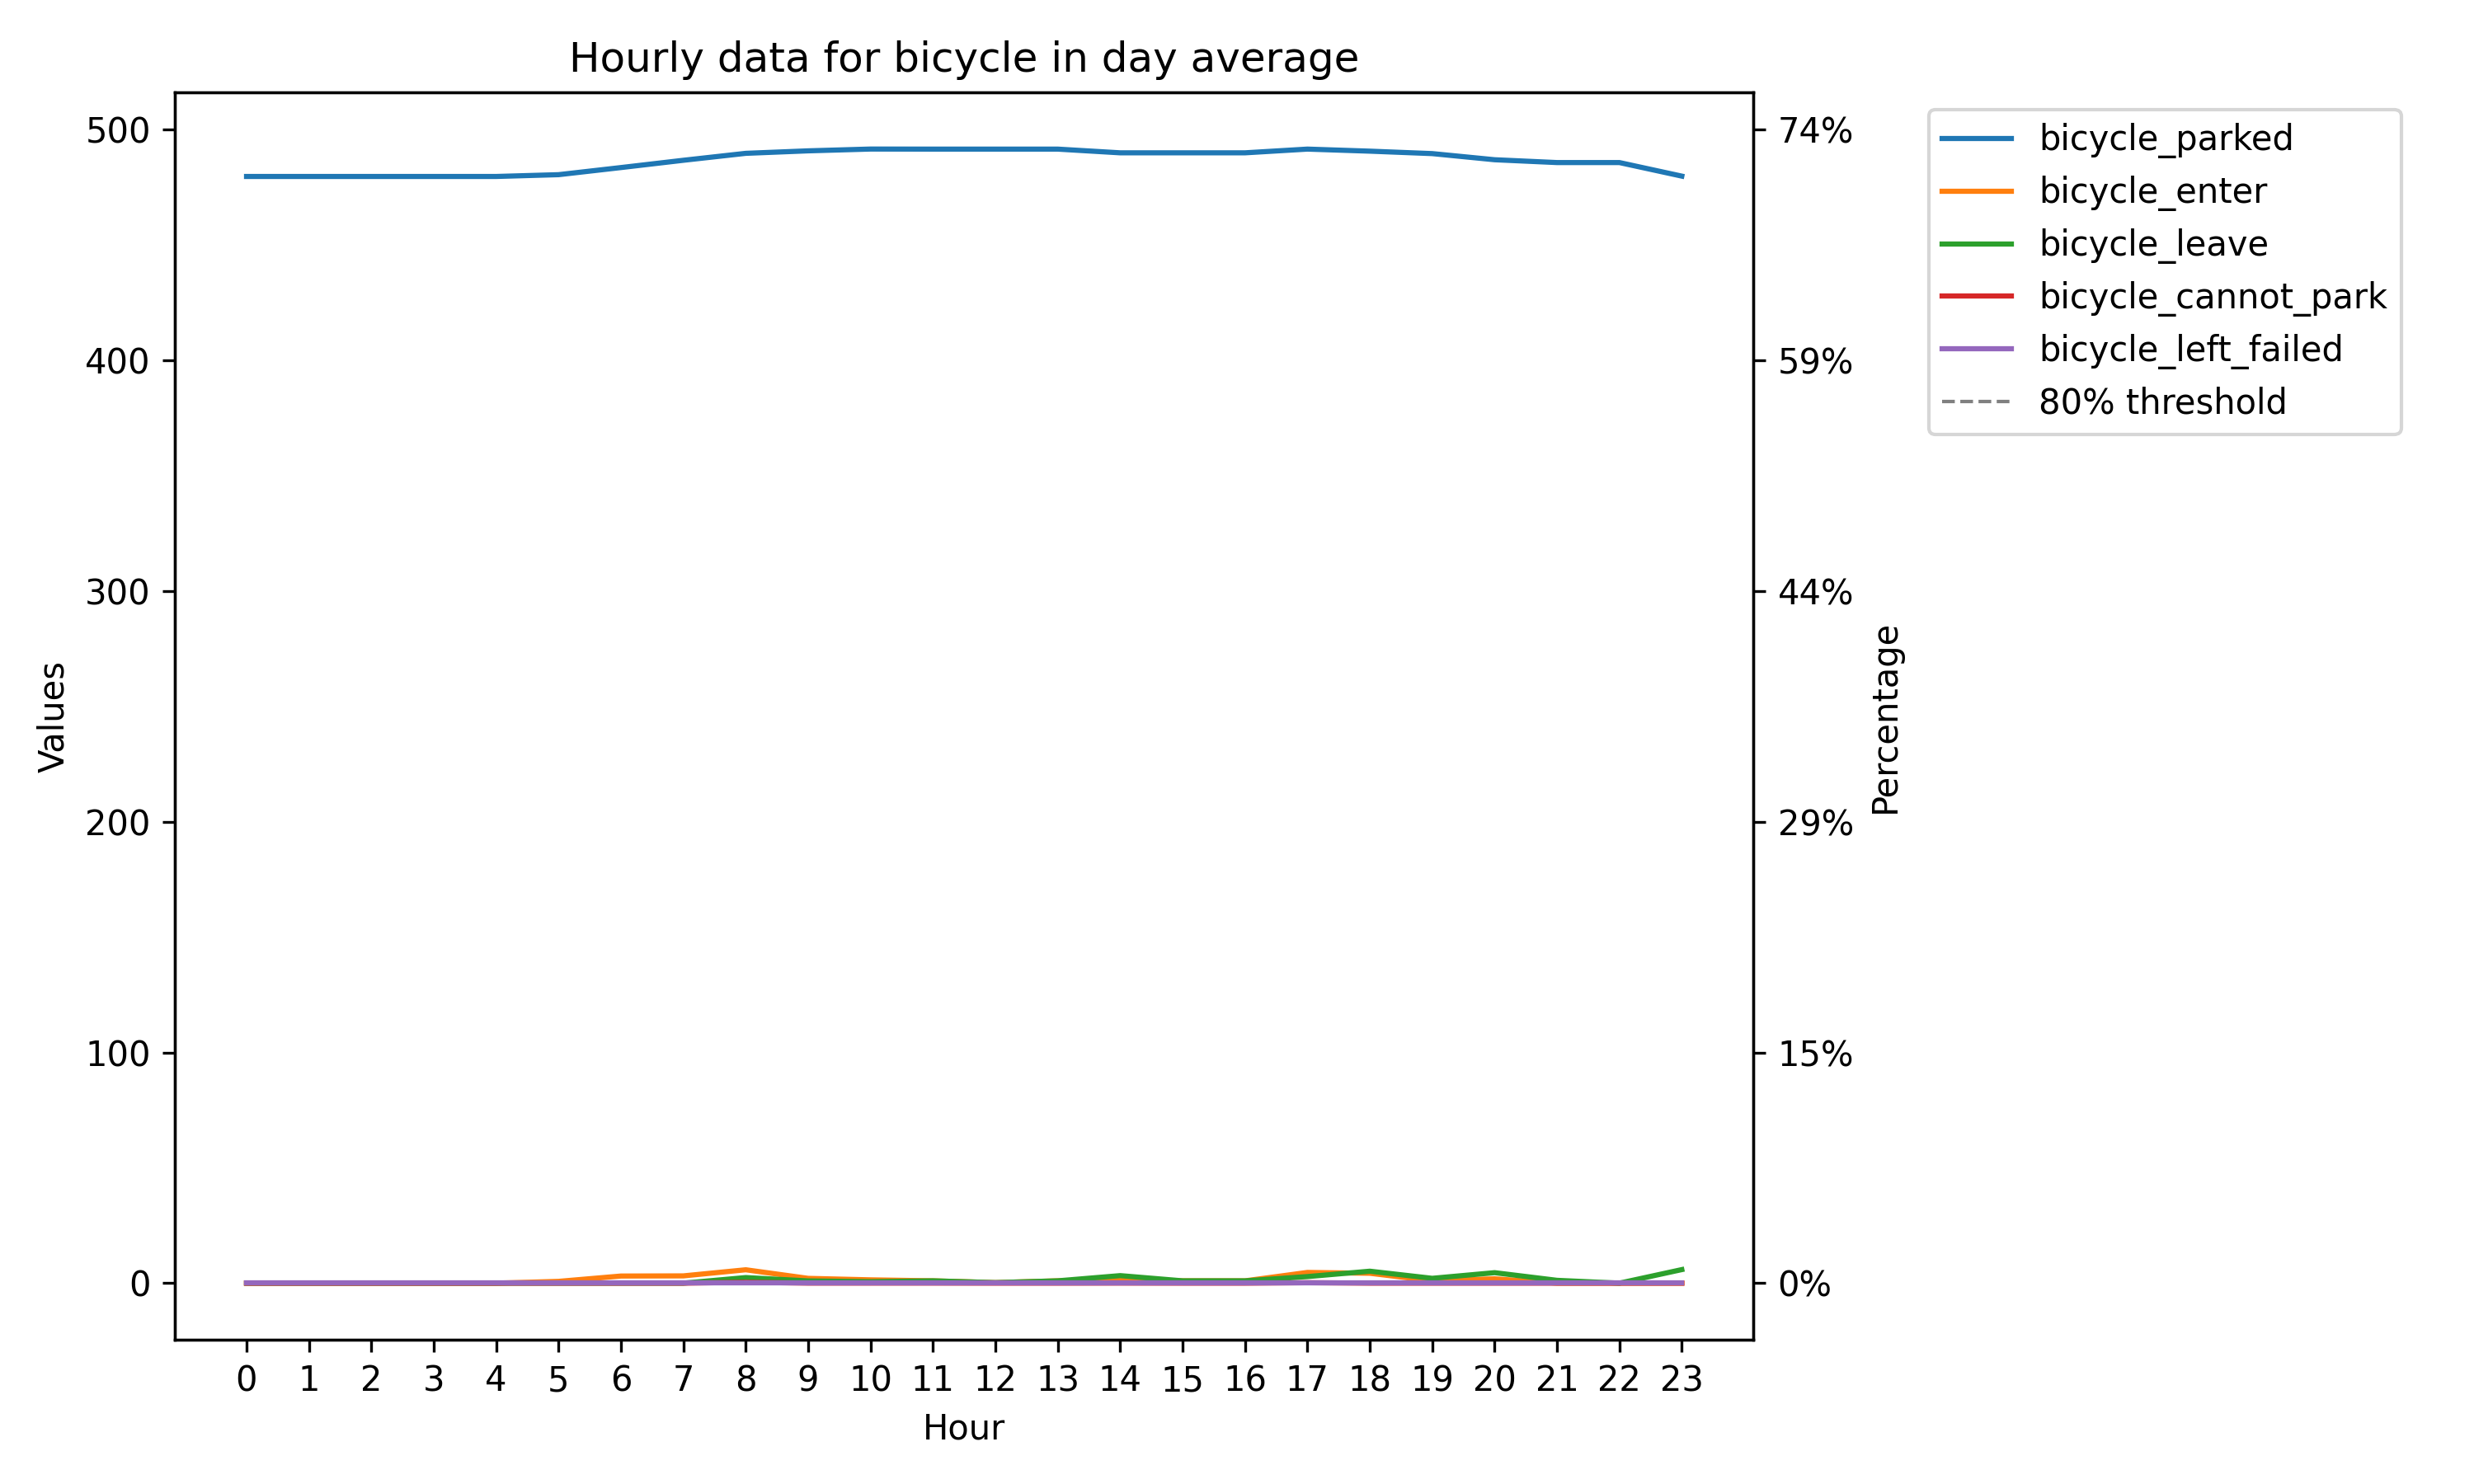 Hourly data for bicycle in day average
500
400
300
200
100
0
Values
74%
59%
44%
29%
15%
0%
Percentage
0 1 2 3 4 5 6 7 8 9 10 11 12 13 14 15 16 17 18 19 20 21 22 23
Hour
bicycle_parked
bicycle_enter
bicycle_leave
bicycle_cannot_park
bicycle_left_failed
80% threshold